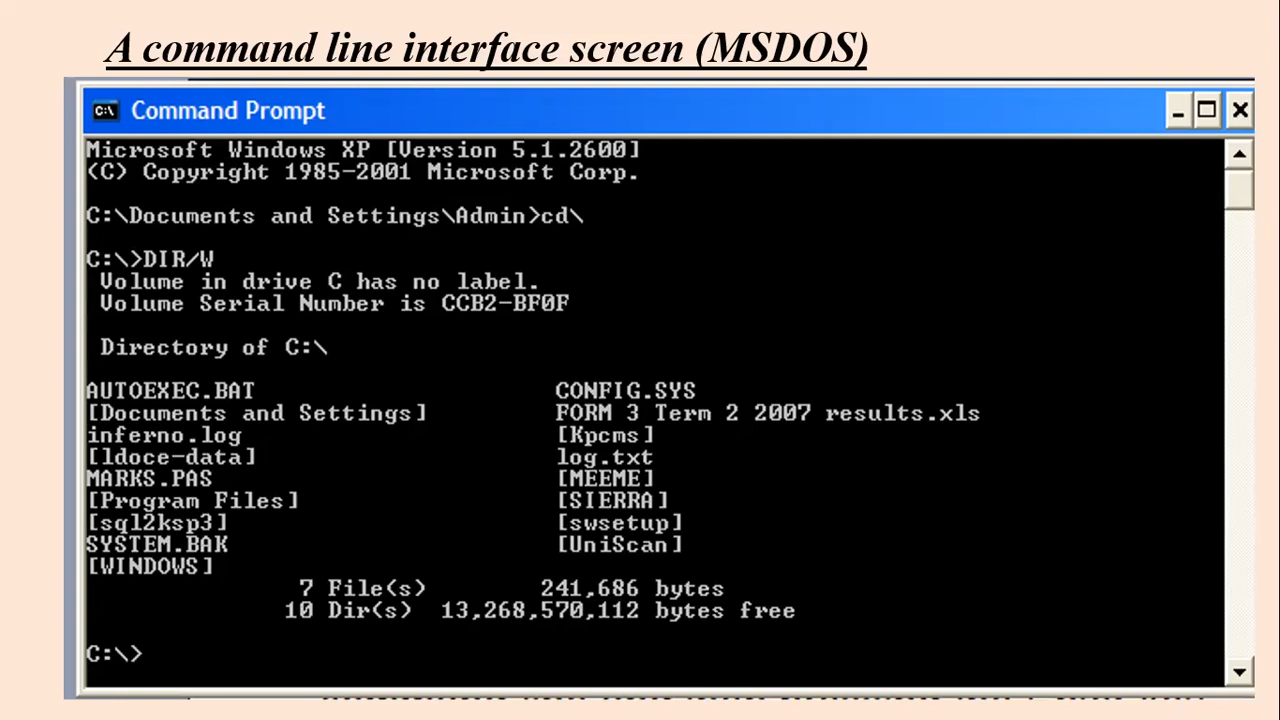 A command line interface screen (MSDOS)
C:\ Command Prompt
Microsoft Windows XP [Version 5.1.2600]
(C) Copyright 1985-2001 Microsoft Corp.
C:\Documents and Settings\Admin>cd\
C:\>DIR/W
Volume in drive C has no label.
Volume Serial Number is CCB2-BF0F
Directory of C:\
AUTOEXEC.BAT CONFIG.SYS
[Documents and Settings] FORM 3 Term 2 2007 results.xls
inferno.log [Kpcms]
[ldoce-data] log.txt
MARKS.PAS [MEEME]
[Program Files] [SIERRA]
[sql2ksp3] [swsetup]
SYSTEM.BAK [UniScan]
[WINDOWS]
7 File(s) 241,686 bytes
10 Dir(s) 13,268,570,112 bytes free
C:\>